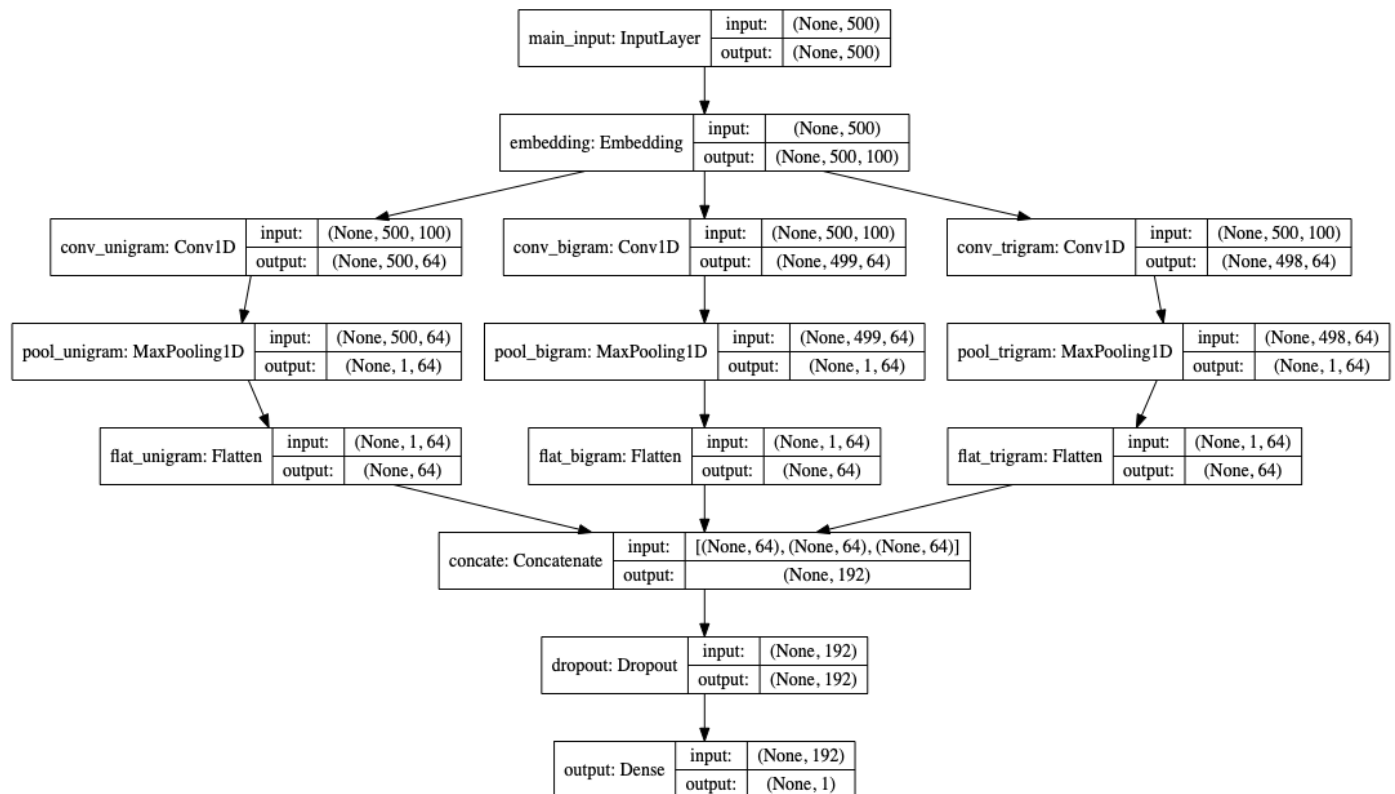 main_input: InputLayer
input: (None, 500)
output: (None, 500)
embedding: Embedding
input: (None, 500)
output: (None, 500, 100)
conv_unigram: Conv1D
input: (None, 500, 100)
output: (None, 500, 64)
conv_bigram: Conv1D
input: (None, 500, 100)
output: (None, 499, 64)
conv_trigram: Conv1D
input: (None, 500, 100)
output: (None, 498, 64)
pool_unigram: MaxPooling1D
input: (None, 500, 64)
output: (None, 1, 64)
pool_bigram: MaxPooling1D
input: (None, 499, 64)
output: (None, 1, 64)
pool_trigram: MaxPooling1D
input: (None, 498, 64)
output: (None, 1, 64)
flat_unigram: Flatten
input: (None, 1, 64)
output: (None, 64)
flat_bigram: Flatten
input: (None, 1, 64)
output: (None, 64)
flat_trigram: Flatten
input: (None, 1, 64)
output: (None, 64)
concate: Concatenate
input: [(None, 64), (None, 64), (None, 64)]
output: (None, 192)
dropout: Dropout
input: (None, 192)
output: (None, 192)
output: Dense
input: (None, 192)
output: (None, 1)